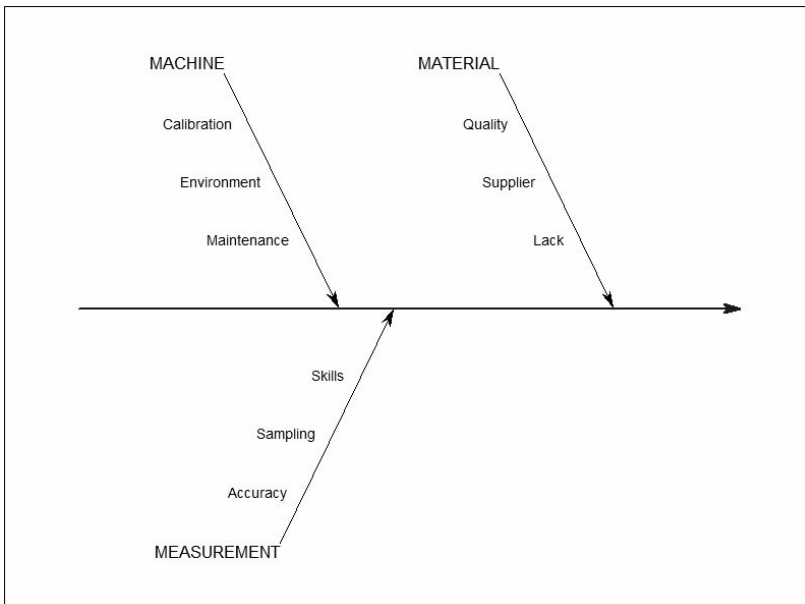 MACHINE
Calibration
Environment
Maintenance
MATERIAL
Quality
Supplier
Lack
Skills
Sampling
Accuracy
MEASUREMENT